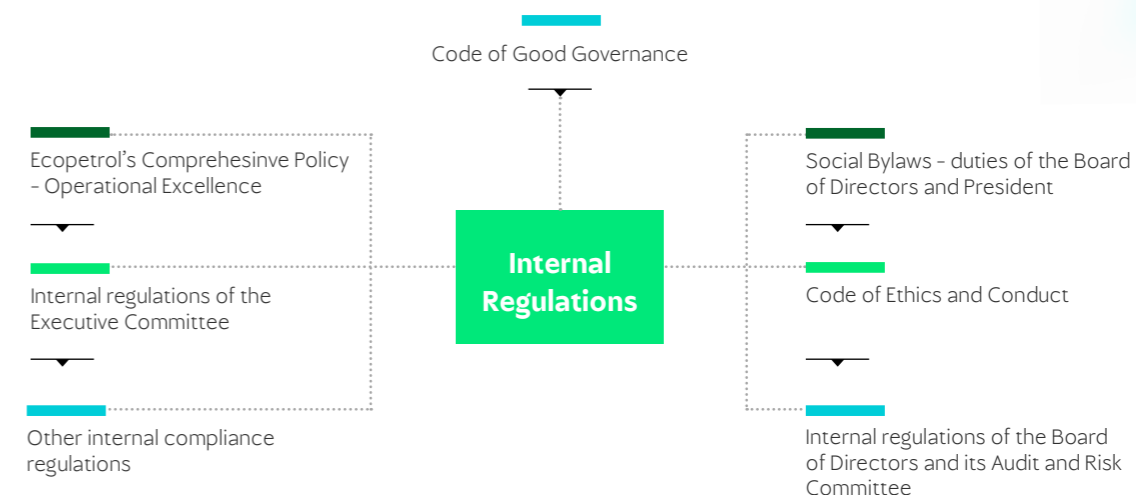 Code of Good Governance
Ecopetrol's Comprehesinve Policy
- Operational Excellence
Internal regulations of the
Executive Committee
Other internal compliance
regulations
Internal
Regulations
Social Bylaws - duties of the Board
of Directors and President
Code of Ethics and Conduct
Internal regulations of the Board
of Directors and its Audit and Risk
Committee